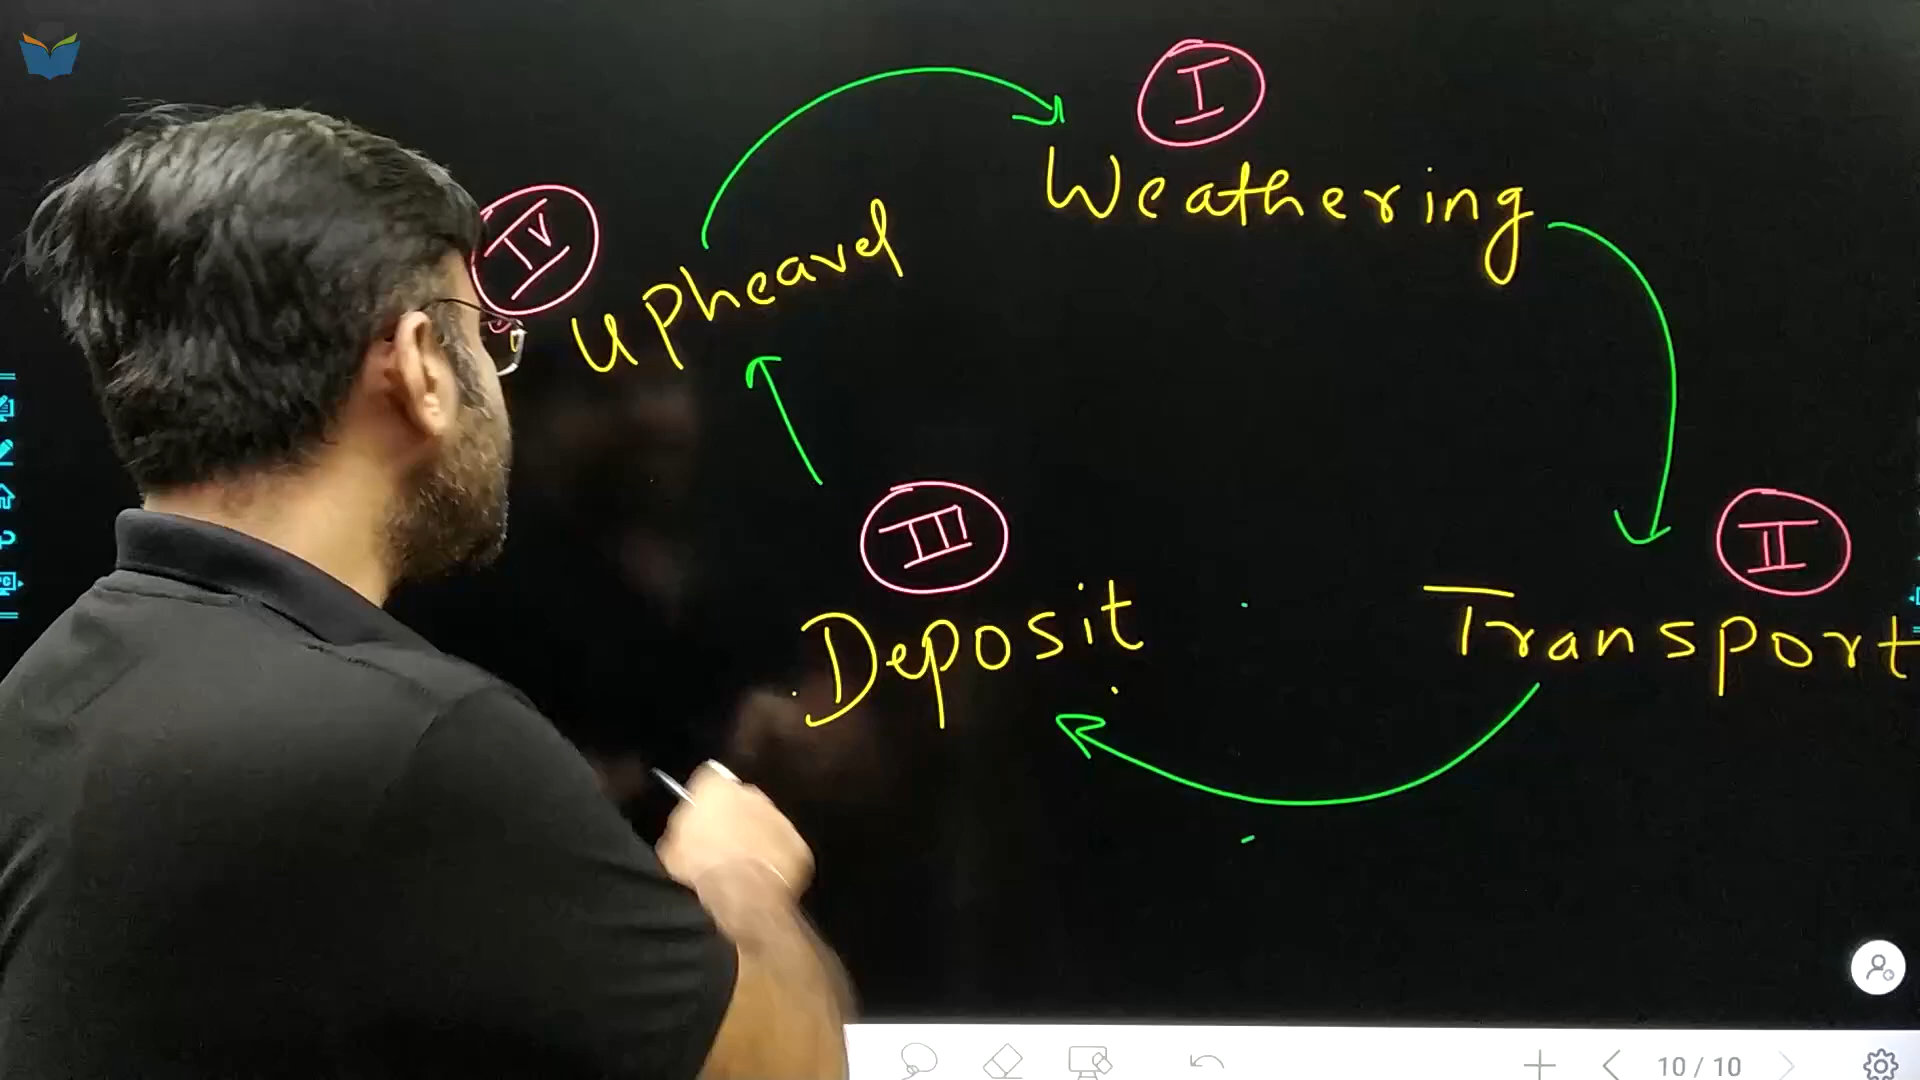 I
Weathering
IV
Upheavel
III
Deposit
II
Transport
10 / 10